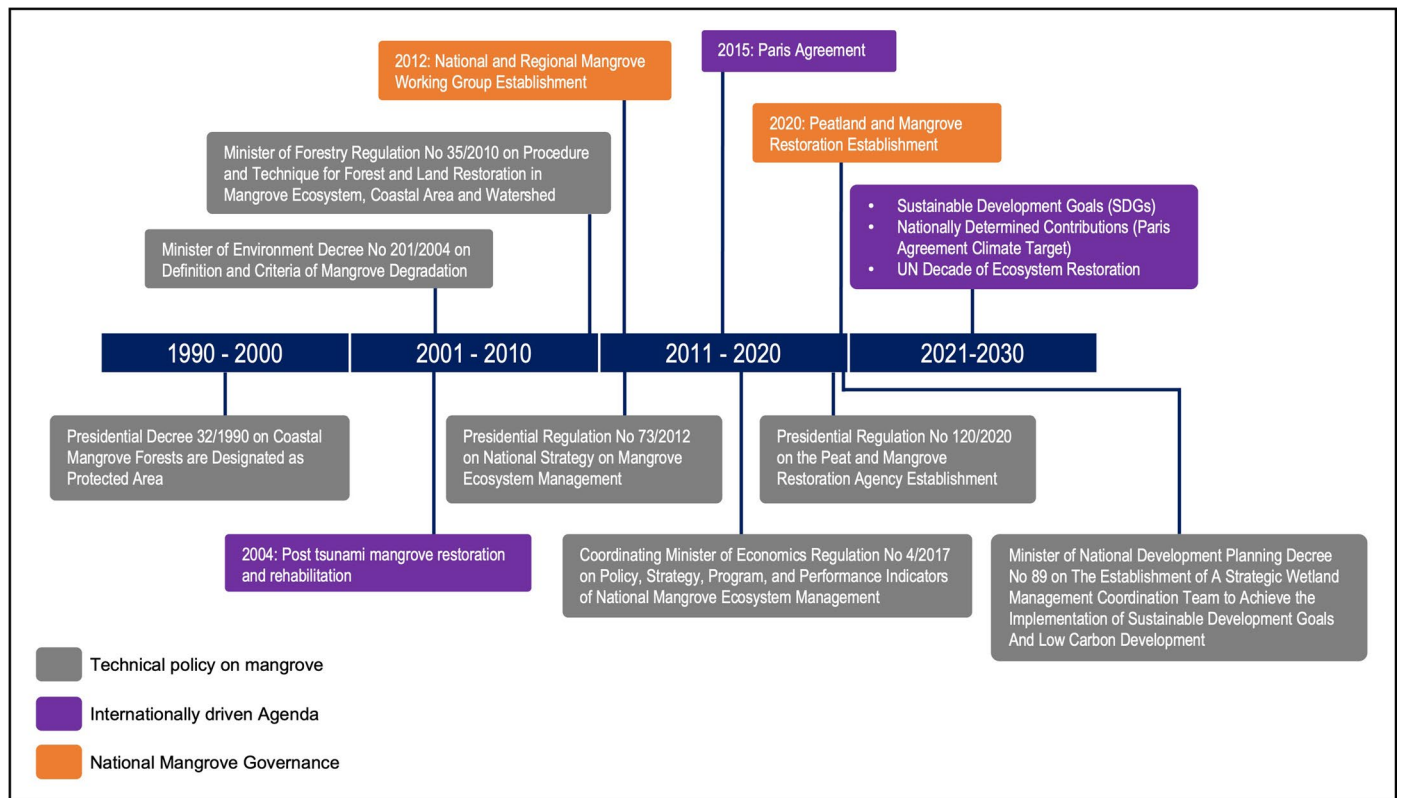 2012: National and Regional Mangrove
Working Group Establishment
2015: Paris Agreement
2020: Peatland and Mangrove
Restoration Establishment
Minister of Forestry Regulation No 35/2010 on Procedure
and Technique for Forest and Land Restoration in
Mangrove Ecosystem, Coastal Area and Watershed
• Sustainable Development Goals (SDGs)
• Nationally Determined Contributions (Paris
Agreement Climate Target)
• UN Decade of Ecosystem Restoration
Minister of Environment Decree No 201/2004 on
Definition and Criteria of Mangrove Degradation
1990 - 2000
2001 - 2010
2011 - 2020
2021-2030
Presidential Decree 32/1990 on Coastal
Mangrove Forests are Designated as
Protected Area
Presidential Regulation No 73/2012
on National Strategy on Mangrove
Ecosystem Management
Presidential Regulation No 120/2020
on the Peat and Mangrove
Restoration Agency Establishment
2004: Post tsunami mangrove restoration
and rehabilitation
Coordinating Minister of Economics Regulation No 4/2017
on Policy, Strategy, Program, and Performance Indicators
of National Mangrove Ecosystem Management
Minister of National Development Planning Decree
No 89 on The Establishment of A Strategic Wetland
Management Coordination Team to Achieve the
Implementation of Sustainable Development Goals
And Low Carbon Development
Technical policy on mangrove
Internationally driven Agenda
National Mangrove Governance